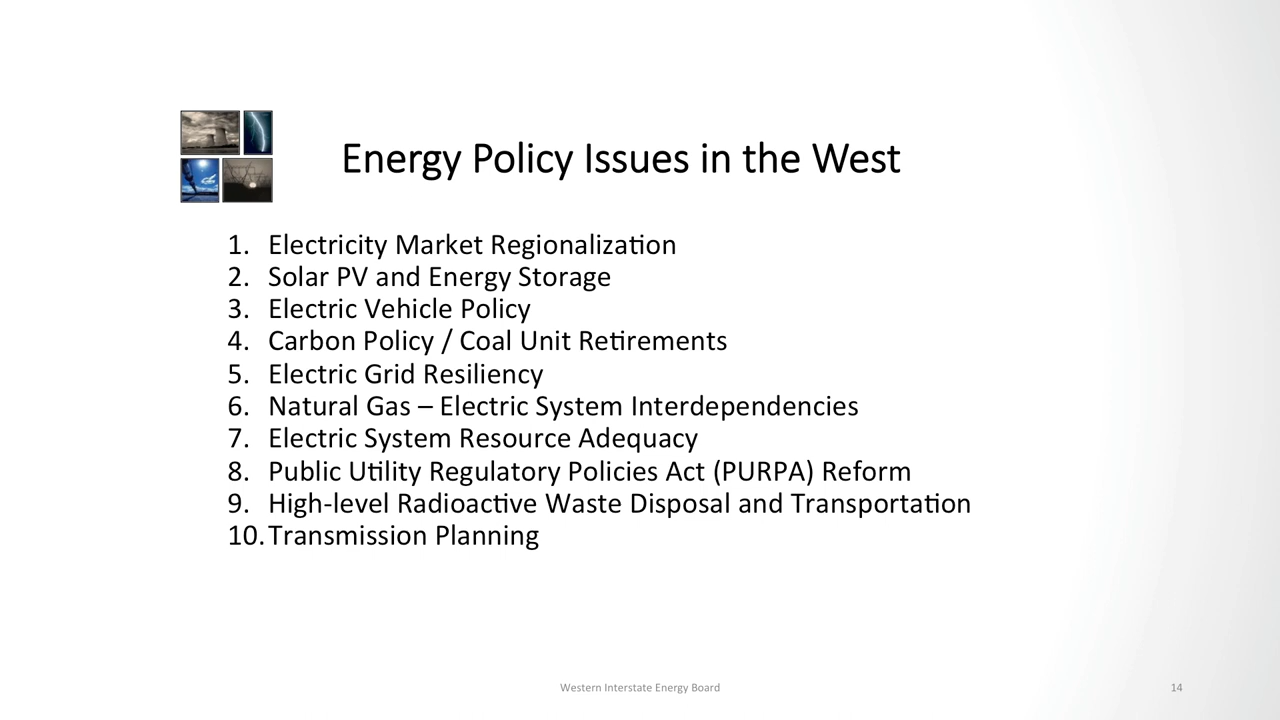 Energy Policy Issues in the West
1. Electricity Market Regionalization
2. Solar PV and Energy Storage
3. Electric Vehicle Policy
4. Carbon Policy / Coal Unit Retirements
5. Electric Grid Resiliency
6. Natural Gas – Electric System Interdependencies
7. Electric System Resource Adequacy
8. Public Utility Regulatory Policies Act (PURPA) Reform
9. High-level Radioactive Waste Disposal and Transportation
10. Transmission Planning
Western Interstate Energy Board
14